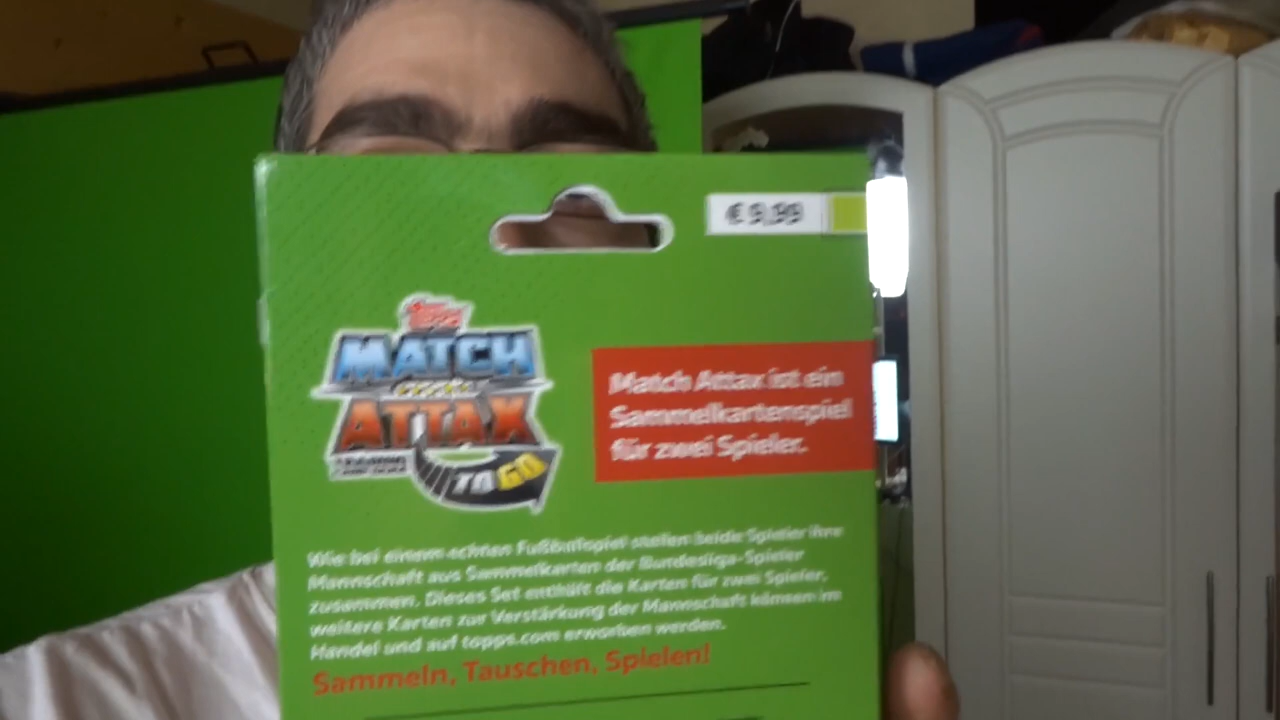 € 9,99
Topps
MATCH
ATTAX
TO GO
Match Attax ist ein
Sammelkartenspiel
für zwei Spieler.
Wie bei einem echten Fußballspiel stellen beide Spieler ihre
Mannschaft aus Sammelkarten der Bundesliga-Spieler
zusammen. Dieses Set enthält die Karten für zwei Spieler,
weitere Karten zur Verstärkung der Mannschaft können im
Handel und auf topps.com erworben werden.
Sammeln, Tauschen, Spielen!